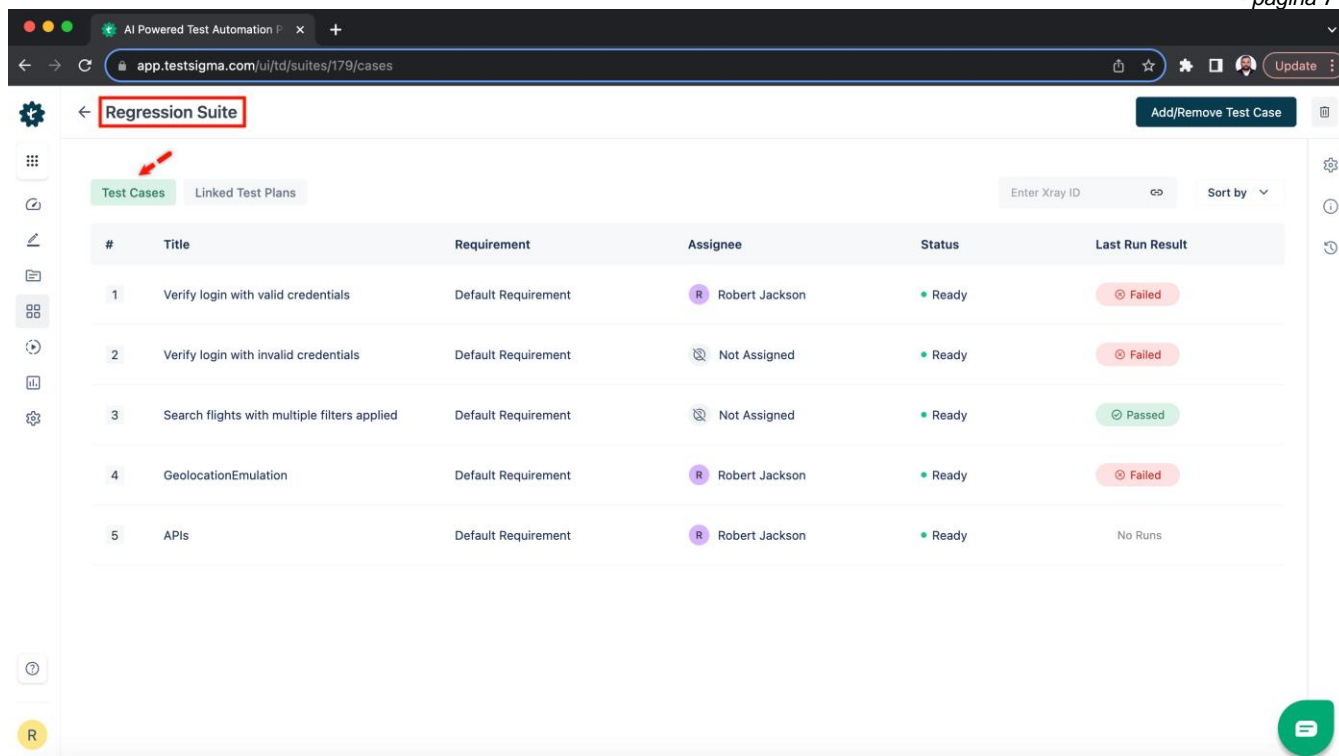 pagina 7
AI Powered Test Automation P
app.testsigma.com/ui/td/suites/179/cases
Update
Regression Suite
Add/Remove Test Case
Test Cases Linked Test Plans Enter Xray ID Sort by
# Title Requirement Assignee Status Last Run Result
1 Verify login with valid credentials Default Requirement R Robert Jackson Ready Failed
2 Verify login with invalid credentials Default Requirement Not Assigned Ready Failed
3 Search flights with multiple filters applied Default Requirement Not Assigned Ready Passed
4 GeolocationEmulation Default Requirement R Robert Jackson Ready Failed
5 APIs Default Requirement R Robert Jackson Ready No Runs
R